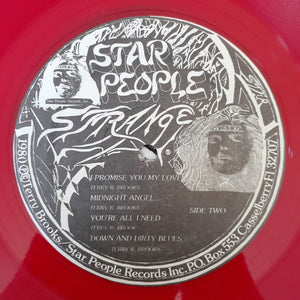 STAR
PEOPLE
Star People Records, Inc.
STRANGE
I PROMISE YOU MY LOVE
TERRY R. BROOKS
MIDNIGHT ANGEL
TERRY R. BROOKS
YOU'RE ALL I NEED
TERRY R. BROOKS
DOWN AND DIRTY BLUES
TERRY R. BROOKS
SIDE TWO
1980 ©℗ Terry Brooks / Star People Records Inc. P.O. Box 553 Casselberry Fl 32707